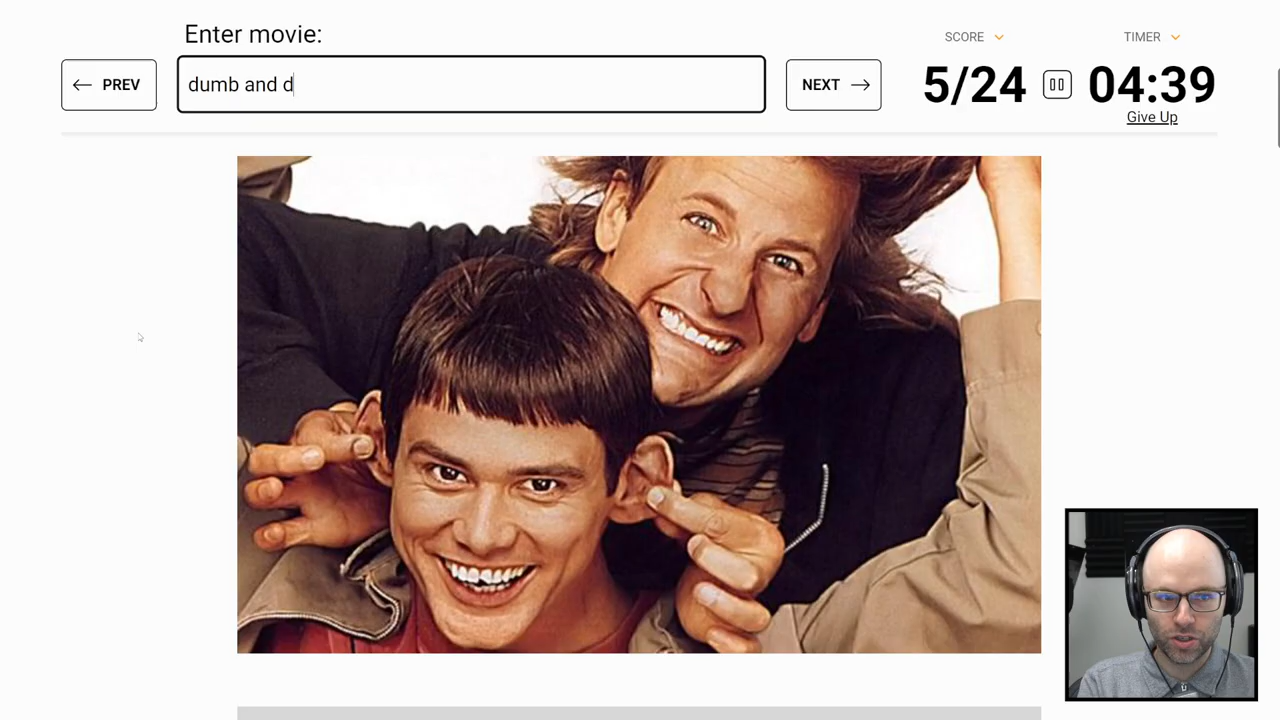 Enter movie:
← PREV
dumb and d
NEXT →
SCORE
5/24
TIMER
04:39
Give Up